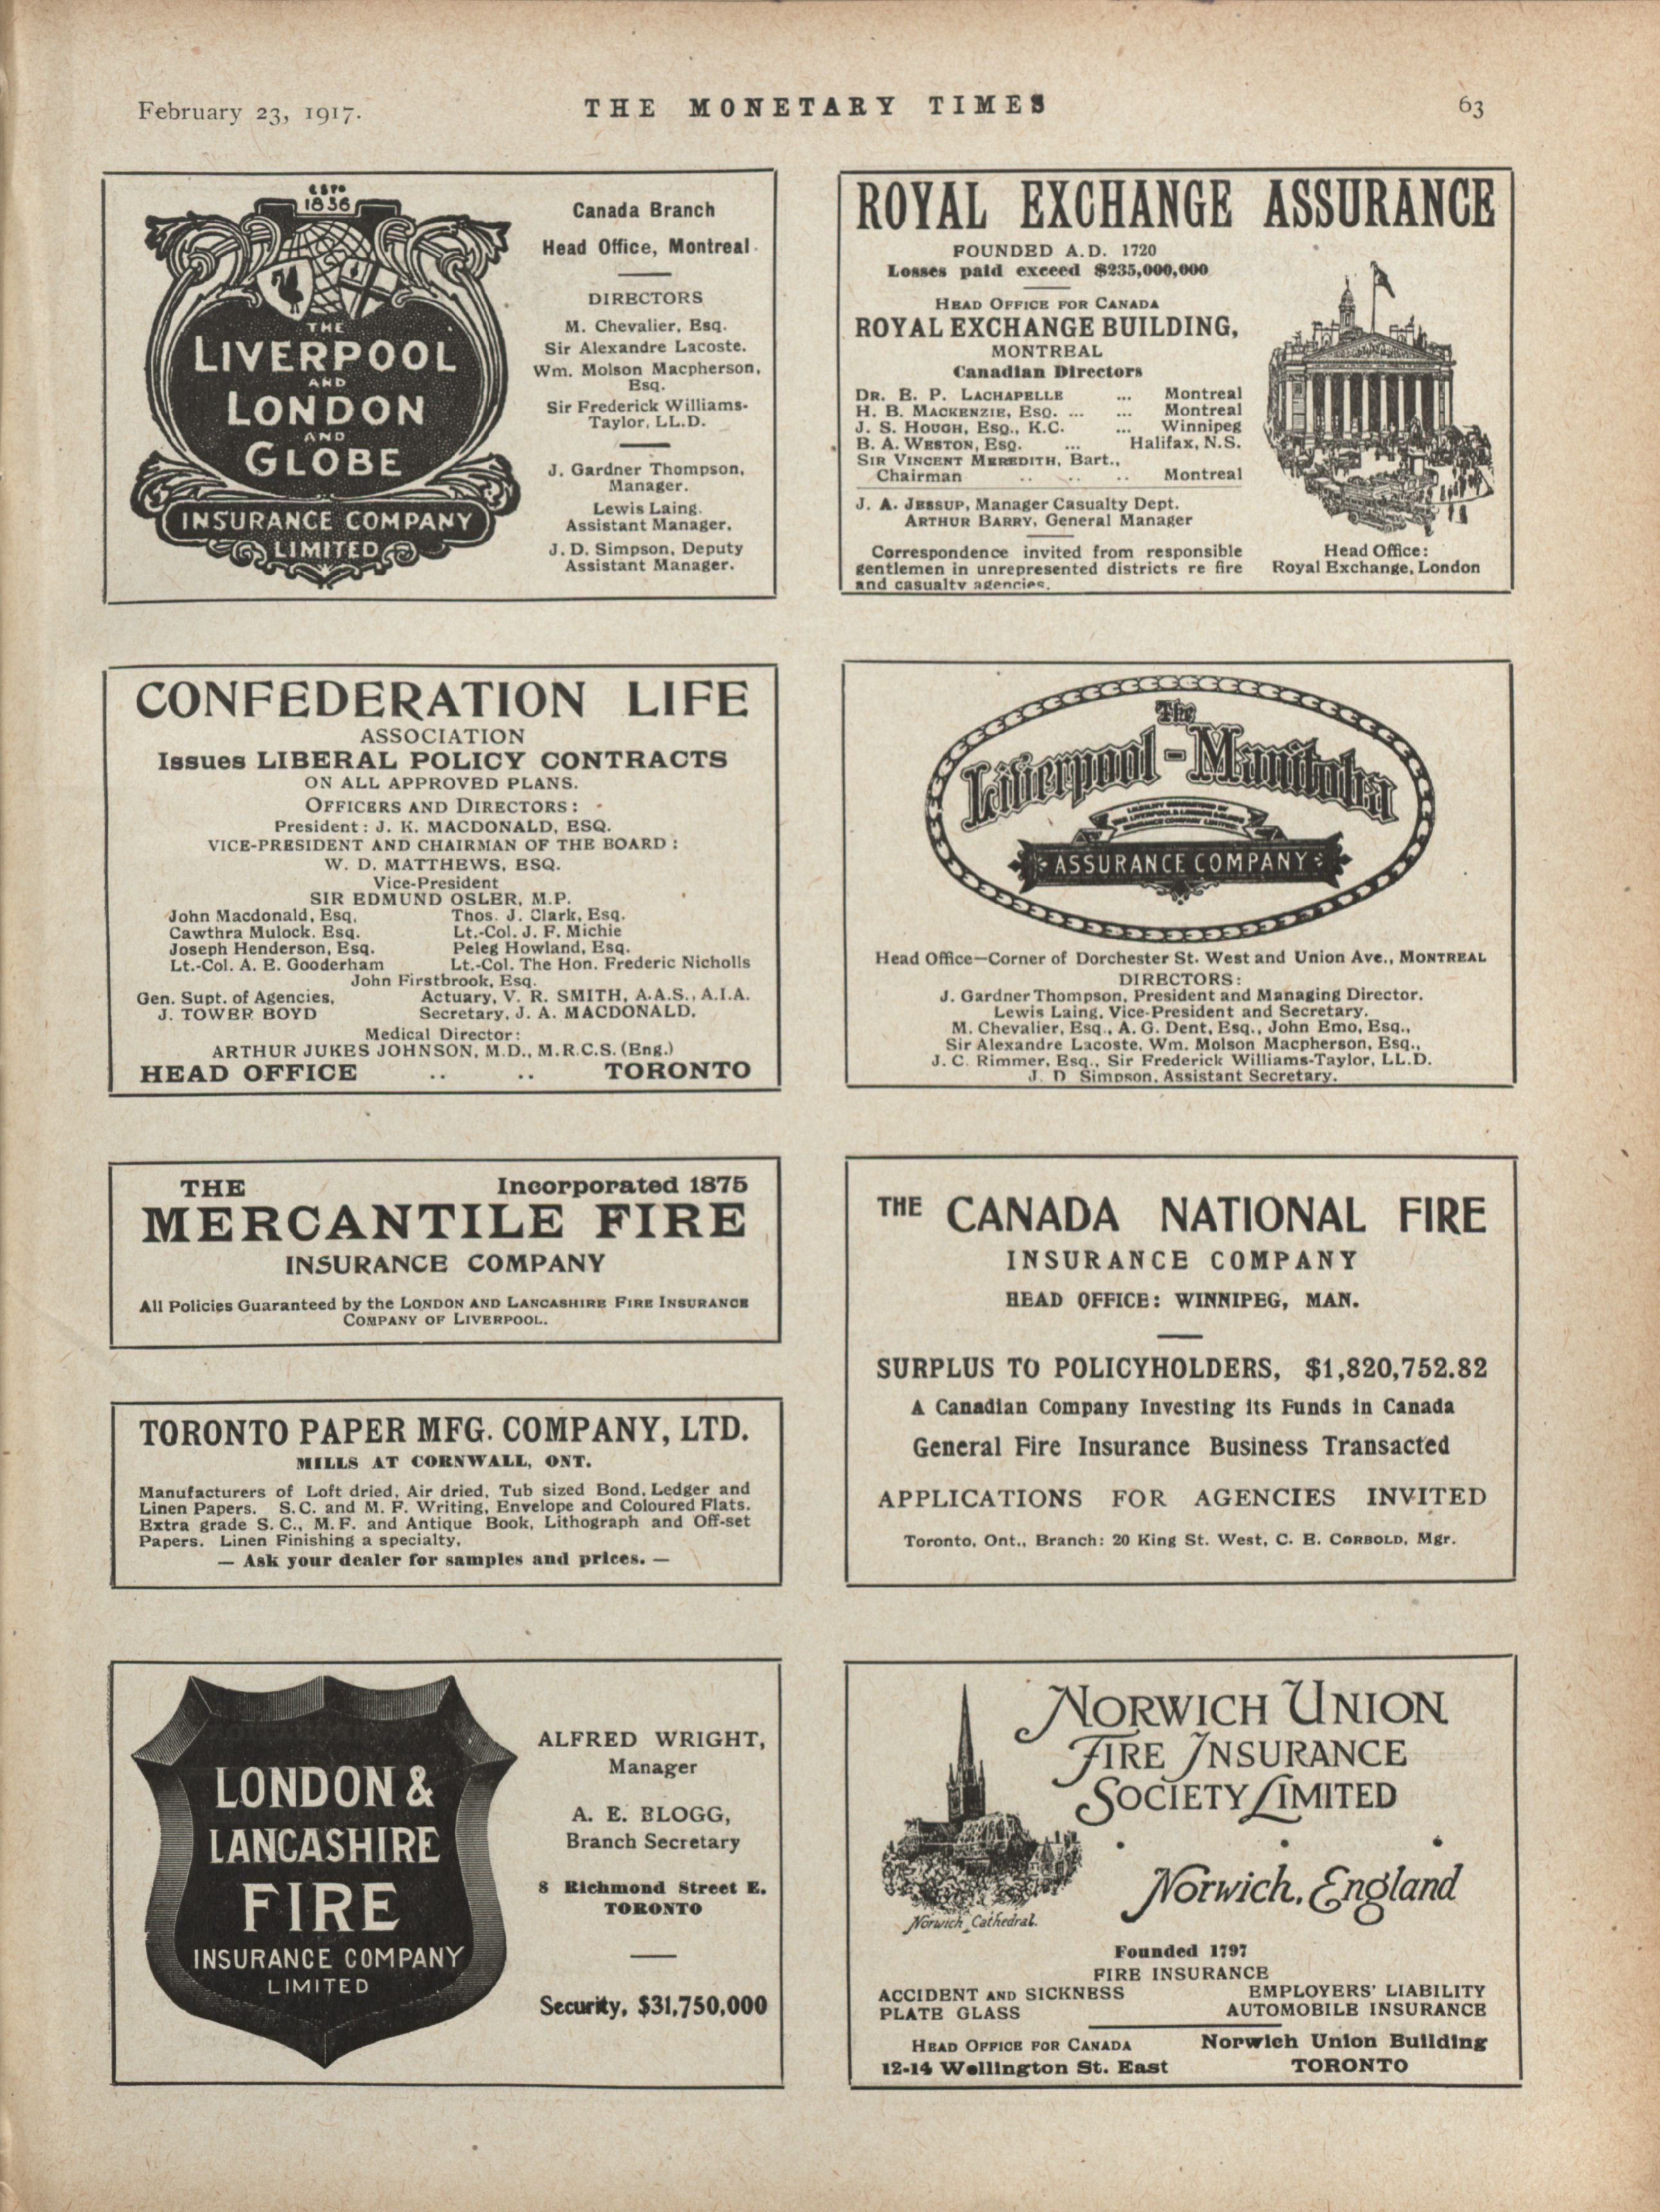 February 23, 1917.
THE MONETARY TIMES
63
ESTD
1836
THE
LIVERPOOL
AND
LONDON
AND
GLOBE
INSURANCE COMPANY
LIMITED
Canada Branch
Head Office, Montreal
DIRECTORS
M. Chevalier, Esq.
Sir Alexandre Lacoste.
Wm. Molson Macpherson,
Esq.
Sir Frederick Williams-
Taylor, LL.D.
J. Gardner Thompson,
Manager.
Lewis Laing.
Assistant Manager.
J. D. Simpson, Deputy
Assistant Manager.
ROYAL EXCHANGE ASSURANCE
FOUNDED A.D. 1720
Losses paid exceed $235,000,000
HEAD OFFICE FOR CANADA
ROYAL EXCHANGE BUILDING,
MONTREAL
Canadian Directors
DR. E. P. LACHAPELLE ... Montreal
H. B. MACKENZIE, ESQ. ... ... Montreal
J. S. HOUGH, ESQ., K.C. ... Winnipeg
B. A. WESTON, ESQ. ... Halifax, N.S.
SIR VINCENT MEREDITH, Bart.,
Chairman .. .. .. Montreal
J. A. JESSUP, Manager Casualty Dept.
ARTHUR BARRY, General Manager
Correspondence invited from responsible
gentlemen in unrepresented districts re fire
and casualty agencies.
Head Office:
Royal Exchange, London
CONFEDERATION LIFE
ASSOCIATION
Issues LIBERAL POLICY CONTRACTS
ON ALL APPROVED PLANS.
OFFICERS AND DIRECTORS:
President: J. K. MACDONALD, ESQ.
VICE-PRESIDENT AND CHAIRMAN OF THE BOARD:
W. D. MATTHEWS, ESQ.
Vice-President
SIR EDMUND OSLER, M.P.
John Macdonald, Esq. Thos. J. Clark, Esq.
Cawthra Mulock. Esq. Lt.-Col. J. F. Michie
Joseph Henderson, Esq. Peleg Howland, Esq.
Lt.-Col. A. E. Gooderham Lt.-Col. The Hon. Frederic Nicholls
John Firstbrook, Esq.
Gen. Supt. of Agencies, Actuary, V. R. SMITH, A.A.S., A.I.A.
J. TOWER BOYD Secretary, J. A. MACDONALD.
Medical Director:
ARTHUR JUKES JOHNSON, M.D., M.R.C.S. (Eng.)
HEAD OFFICE .. .. TORONTO
The
Liverpool-Manitoba
LIABILITY GUARANTEED BY
THE LIVERPOOL & LONDON & GLOBE
INSURANCE COMPANY LIMITED
ASSURANCE COMPANY
Head Office—Corner of Dorchester St. West and Union Ave., MONTREAL
DIRECTORS:
J. Gardner Thompson, President and Managing Director.
Lewis Laing, Vice-President and Secretary.
M. Chevalier, Esq., A. G. Dent, Esq., John Emo, Esq.,
Sir Alexandre Lacoste, Wm. Molson Macpherson, Esq.,
J. C. Rimmer, Esq., Sir Frederick Williams-Taylor, LL.D.
J. D Simpson, Assistant Secretary.
THE Incorporated 1875
MERCANTILE FIRE
INSURANCE COMPANY
All Policies Guaranteed by the LONDON AND LANCASHIRE FIRE INSURANCE
COMPANY OF LIVERPOOL.
THE CANADA NATIONAL FIRE
INSURANCE COMPANY
HEAD OFFICE: WINNIPEG, MAN.
SURPLUS TO POLICYHOLDERS, $1,820,752.82
A Canadian Company Investing its Funds in Canada
General Fire Insurance Business Transacted
APPLICATIONS FOR AGENCIES INVITED
Toronto, Ont., Branch: 20 King St. West, C. E. CORBOLD, Mgr.
TORONTO PAPER MFG. COMPANY, LTD.
MILLS AT CORNWALL, ONT.
Manufacturers of Loft dried, Air dried, Tub sized Bond, Ledger and
Linen Papers. S.C. and M. F. Writing, Envelope and Coloured Flats.
Extra grade S. C., M. F. and Antique Book, Lithograph and Off-set
Papers. Linen Finishing a specialty.
— Ask your dealer for samples and prices. —
LONDON &
LANCASHIRE
FIRE
INSURANCE COMPANY
LIMITED
ALFRED WRIGHT,
Manager
A. E. BLOGG,
Branch Secretary
8 Richmond Street E.
TORONTO
Security, $31,750,000
NORWICH UNION
FIRE INSURANCE
SOCIETY LIMITED
Norwich, England
Norwich Cathedral.
Founded 1797
FIRE INSURANCE
ACCIDENT AND SICKNESS EMPLOYERS' LIABILITY
PLATE GLASS AUTOMOBILE INSURANCE
HEAD OFFICE FOR CANADA Norwich Union Building
12-14 Wellington St. East TORONTO